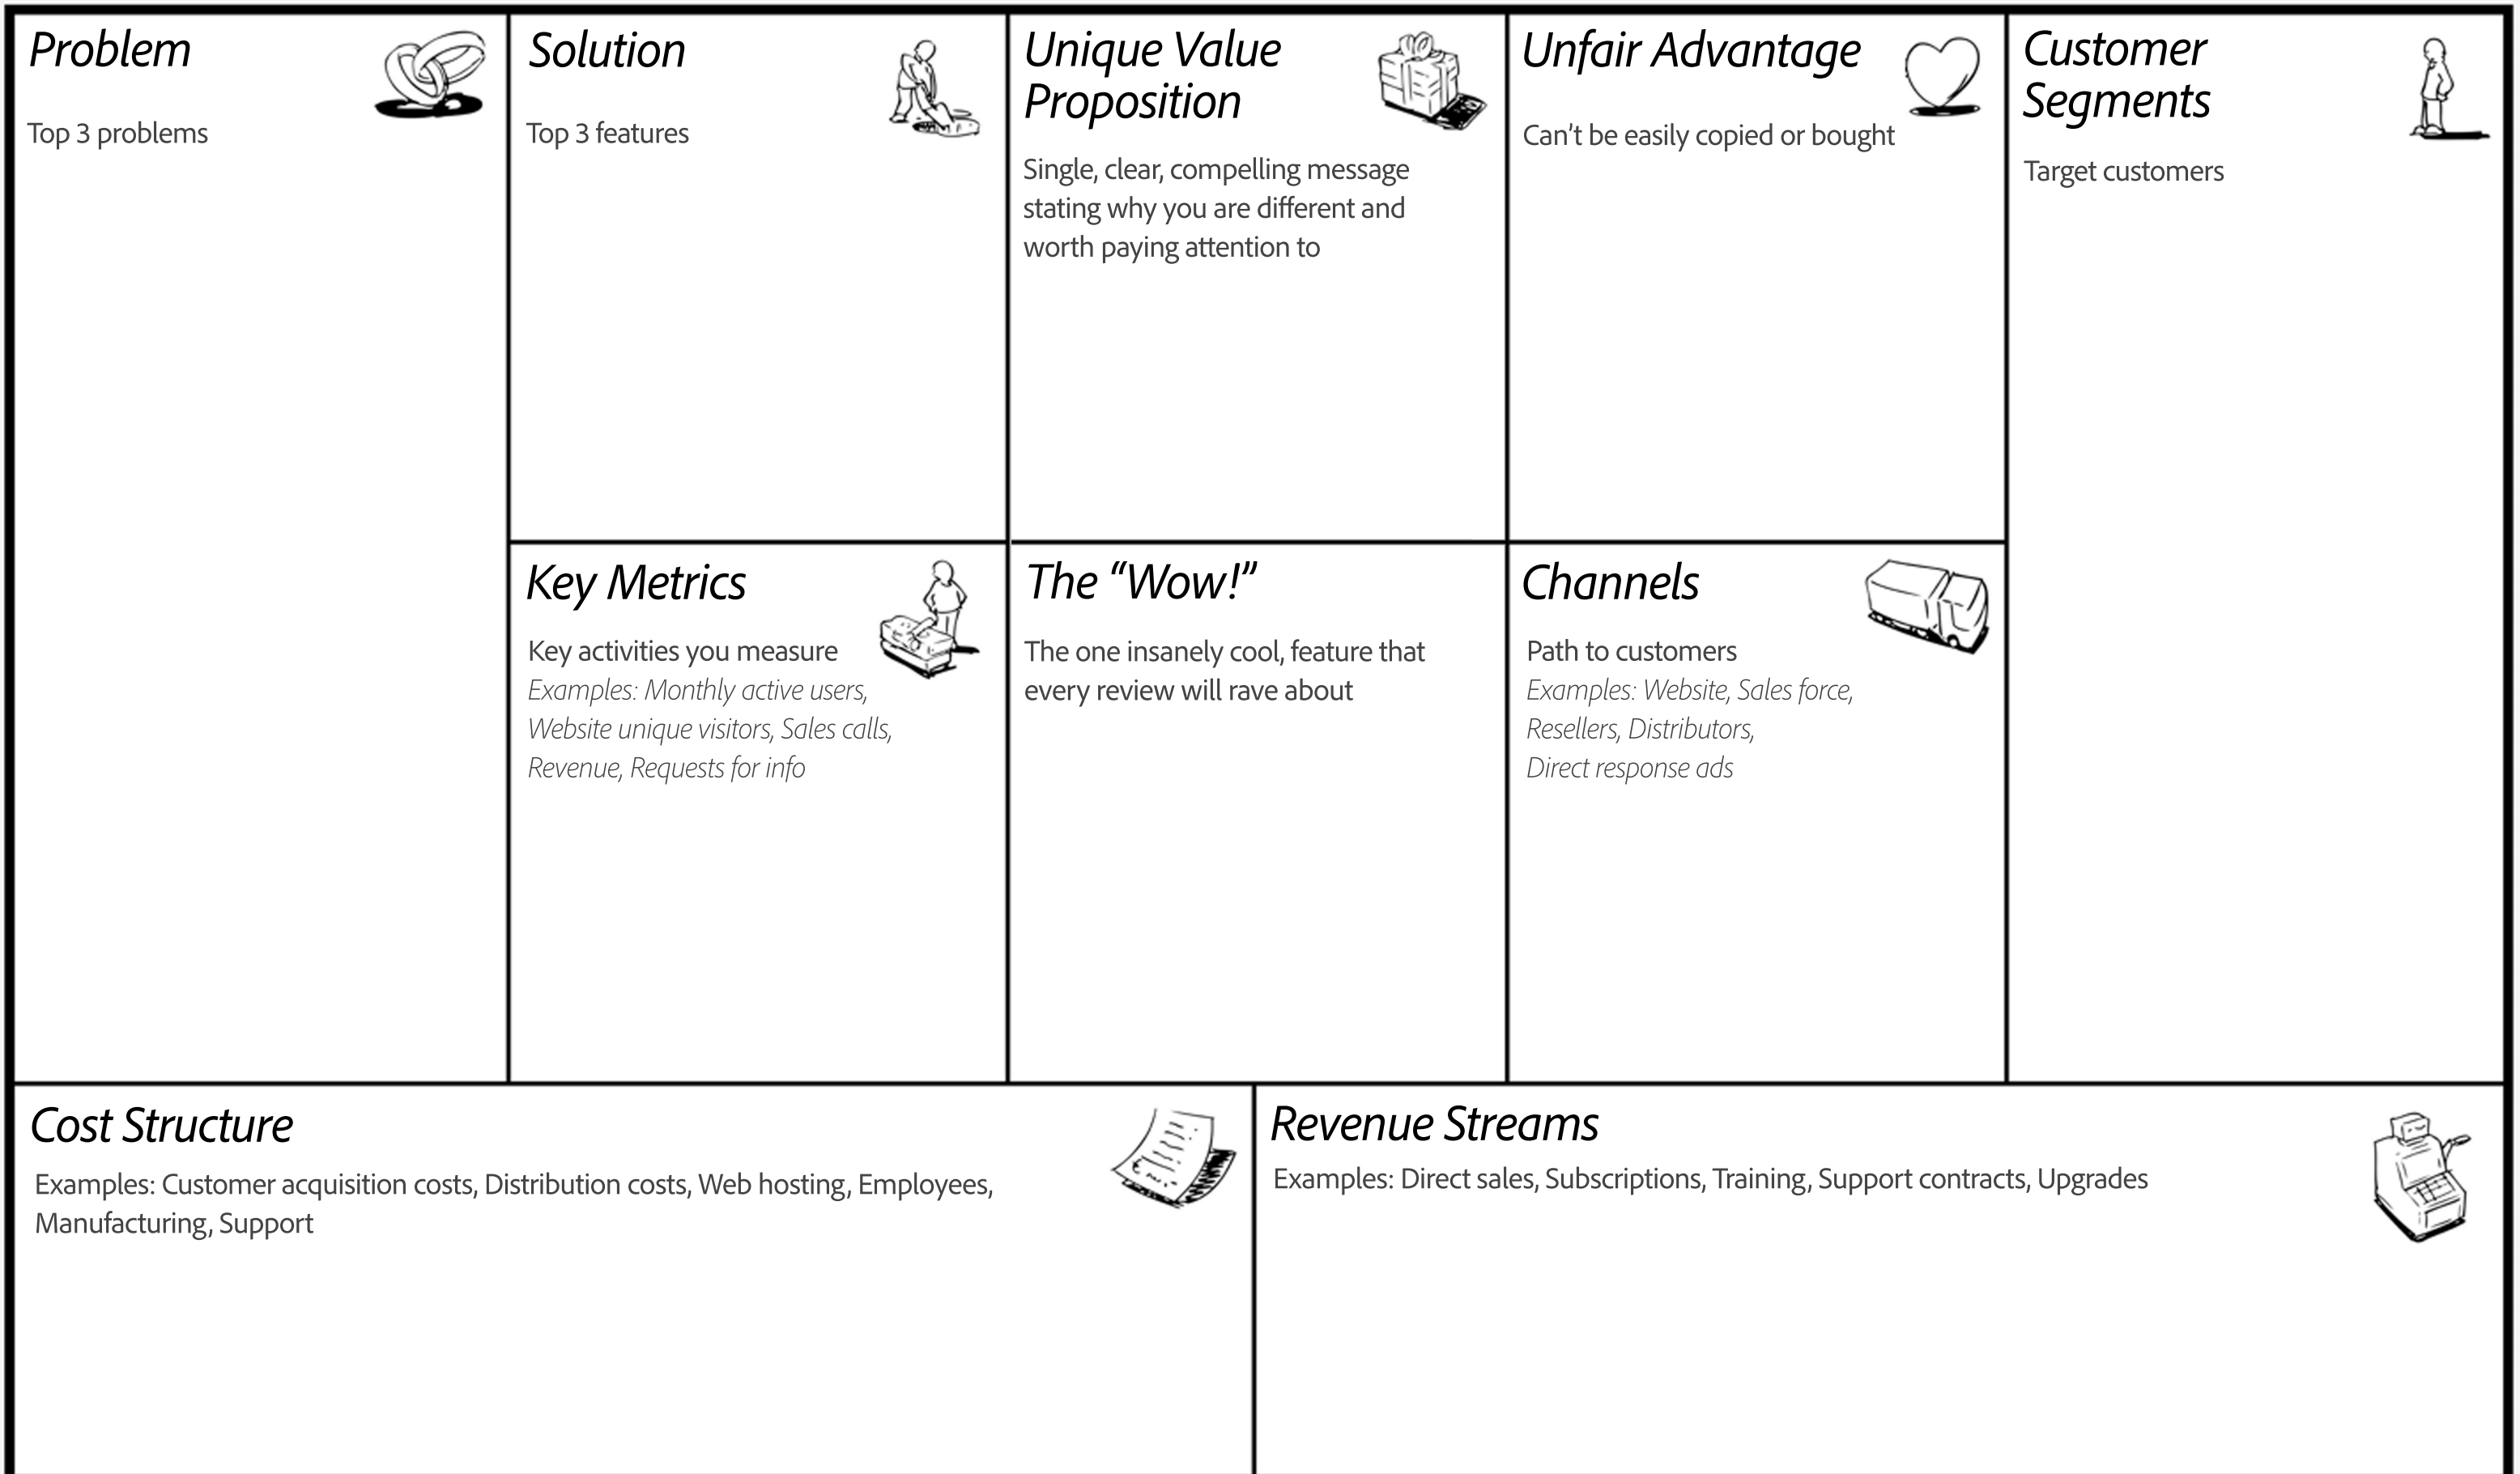 Problem
Top 3 problems
Solution
Top 3 features
Unique Value
Proposition
Single, clear, compelling message
stating why you are different and
worth paying attention to
Unfair Advantage
Can't be easily copied or bought
Customer
Segments
Target customers
Key Metrics
Key activities you measure
Examples: Monthly active users,
Website unique visitors, Sales calls,
Revenue, Requests for info
The “Wow!”
The one insanely cool, feature that
every review will rave about
Channels
Path to customers
Examples: Website, Sales force,
Resellers, Distributors,
Direct response ads
Cost Structure
Examples: Customer acquisition costs, Distribution costs, Web hosting, Employees,
Manufacturing, Support
Revenue Streams
Examples: Direct sales, Subscriptions, Training, Support contracts, Upgrades